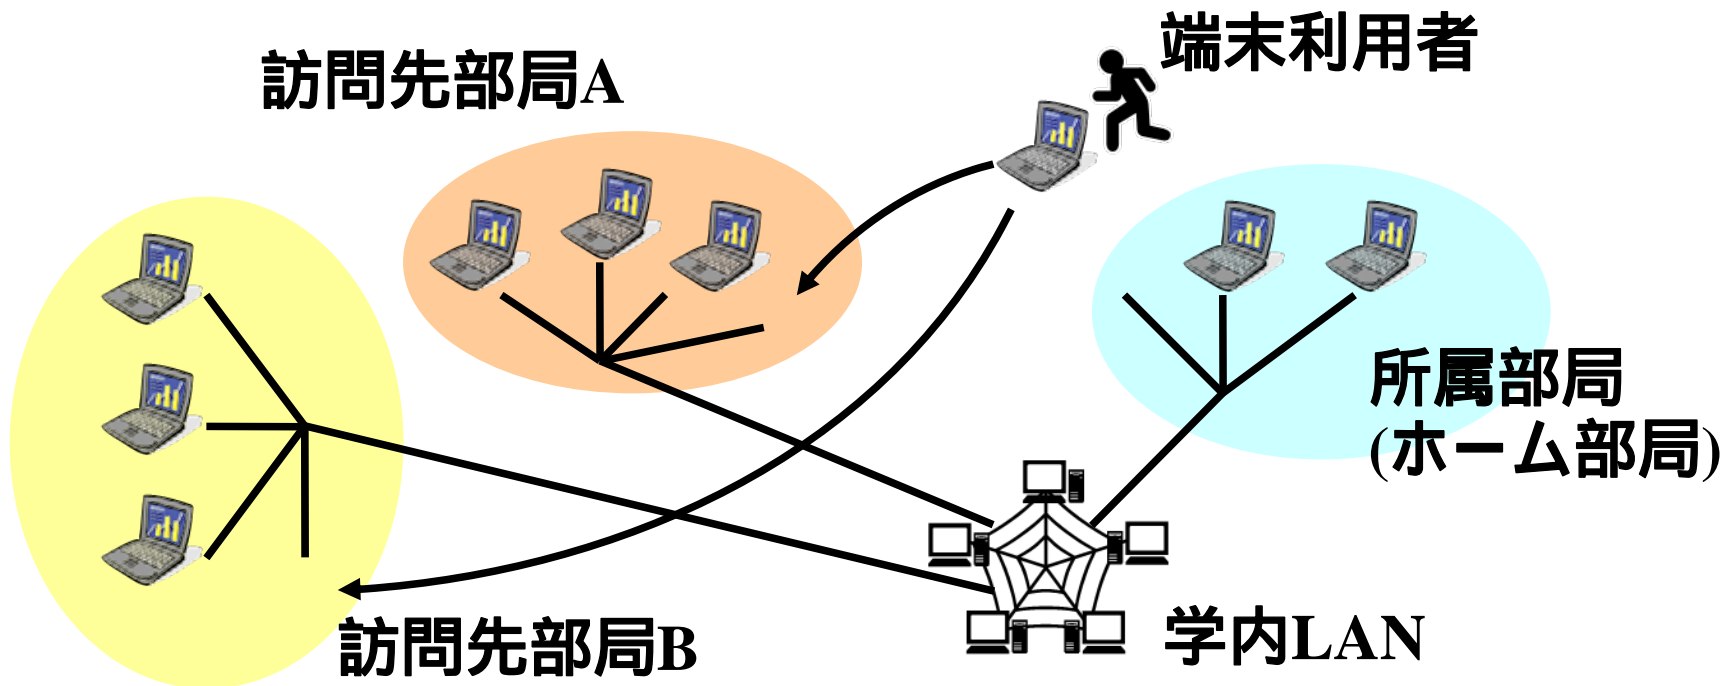 端末利用者
訪問先部局A
所属部局
(ホーム部局)
訪問先部局B
学内LAN